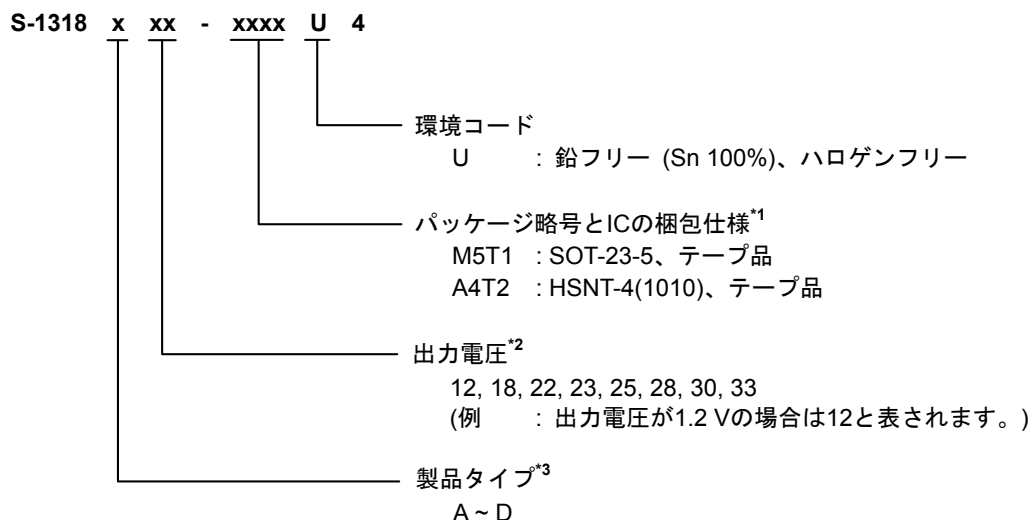 S-1318 x xx - xxxx U 4
環境コード
U : 鉛フリー (Sn 100%)、ハロゲンフリー
パッケージ略号とICの梱包仕様*1
M5T1 : SOT-23-5、テープ品
A4T2 : HSNT-4(1010)、テープ品
出力電圧*2
12, 18, 22, 23, 25, 28, 30, 33
(例 : 出力電圧が1.2 Vの場合は12と表されます。)
製品タイプ*3
A ~ D